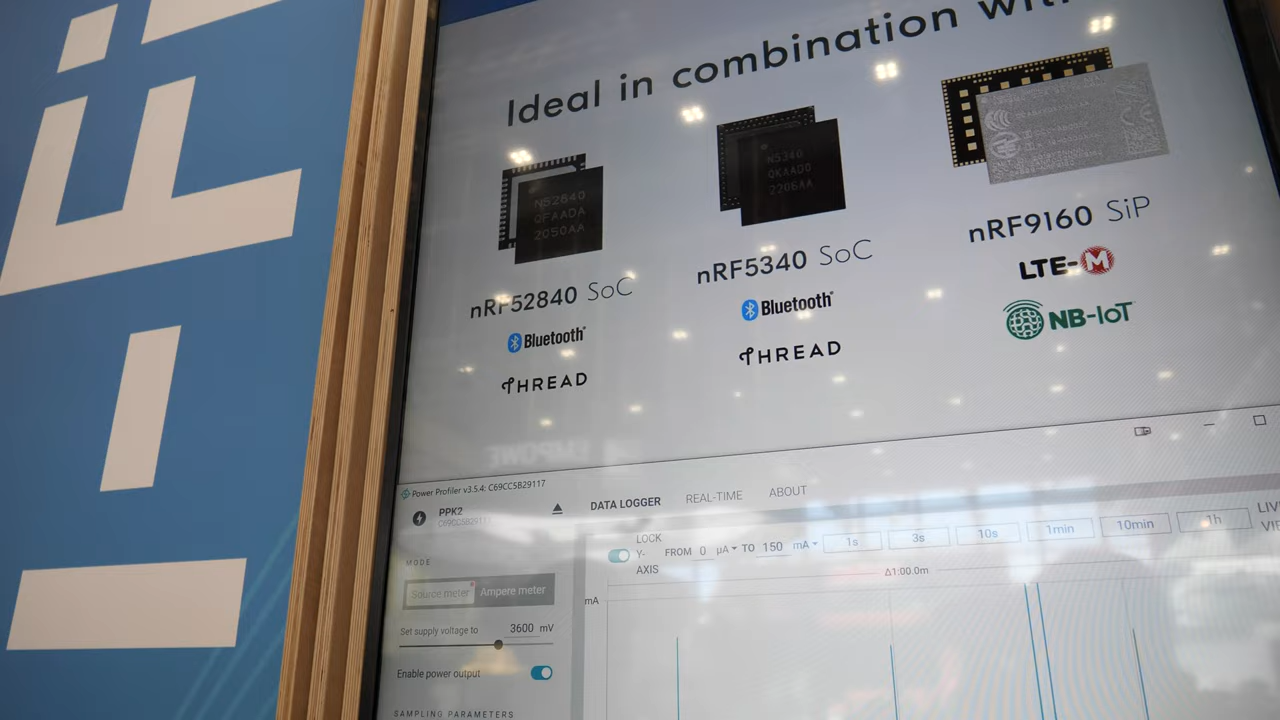 Ideal in combination with
N52840
QFAADA
2050AA
N5340
QKAAD0
2206AA
nRF52840 SoC
Bluetooth®
THREAD
nRF5340 SoC
Bluetooth®
THREAD
nRF9160 SiP
LTE-M
NB-IoT
Power Profiler v3.5.4: C69CC5B29117
PPK2
C69CC5B29117
DATA LOGGER REAL-TIME ABOUT
MODE
Source meter Ampere meter
Set supply voltage to 3600 mV
Enable power output
SAMPLING PARAMETERS
LOCK
Y-
AXIS
FROM 0 µA TO 150 mA
1s 3s 10s 1min 10min 1h
Δ1:00.0m
mA